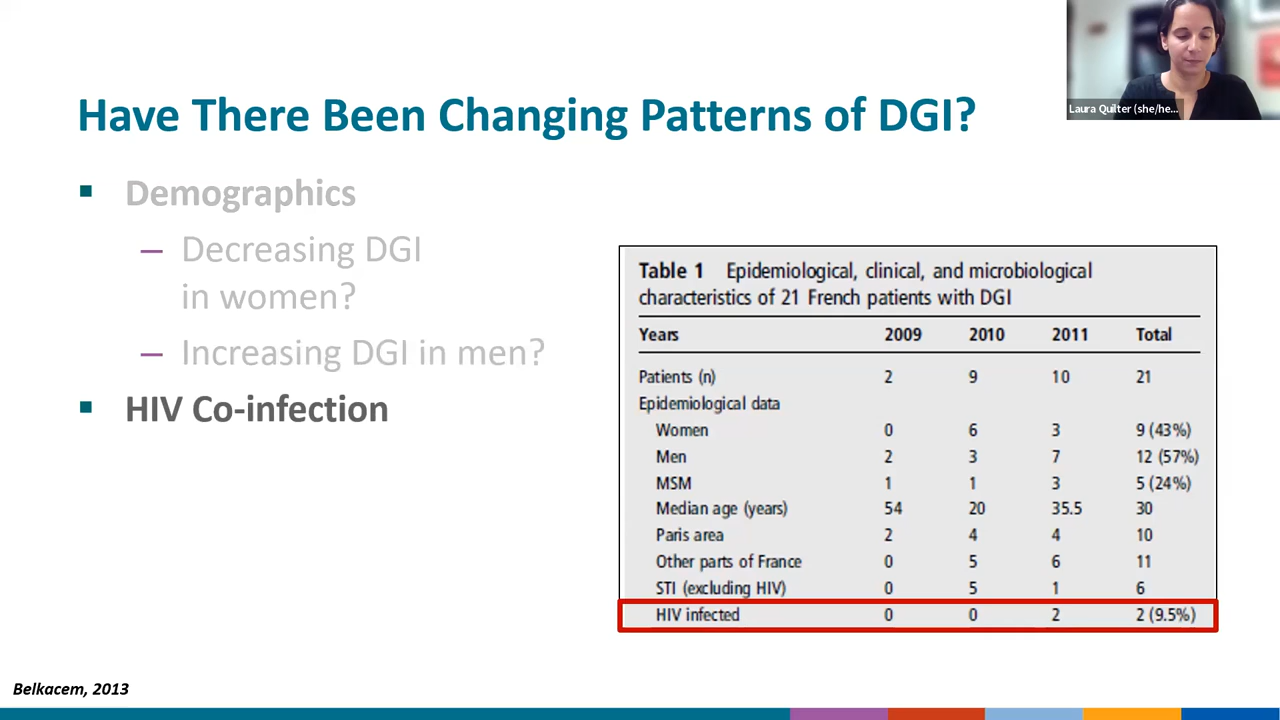 Laura Quilter (she/he...
Have There Been Changing Patterns of DGI?
Demographics
– Decreasing DGI
in women?
– Increasing DGI in men?
HIV Co-infection
Table 1 Epidemiological, clinical, and microbiological
characteristics of 21 French patients with DGI
Years 2009 2010 2011 Total
Patients (n) 2 9 10 21
Epidemiological data
Women 0 6 3 9 (43%)
Men 2 3 7 12 (57%)
MSM 1 1 3 5 (24%)
Median age (years) 54 20 35.5 30
Paris area 2 4 4 10
Other parts of France 0 5 6 11
STI (excluding HIV) 0 5 1 6
HIV infected 0 0 2 2 (9.5%)
Belkacem, 2013